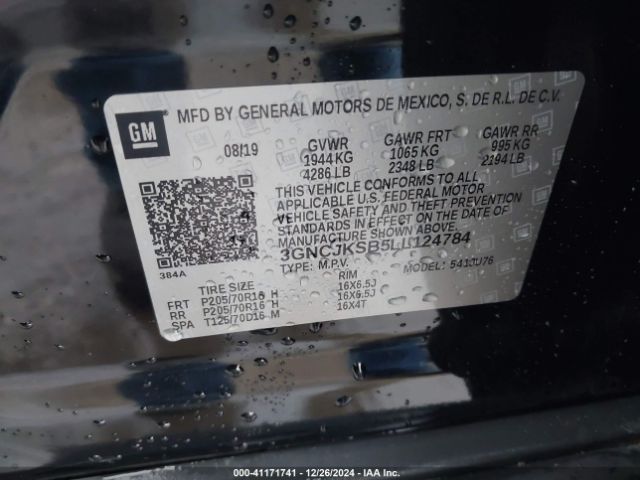 GM
MFD BY GENERAL MOTORS DE MEXICO, S. DE R.L. DE C.V.
08/19 GVWR GAWR FRT GAWR RR
1944 KG 1065 KG 995 KG
4286 LB 2348 LB 2194 LB
THIS VEHICLE CONFORMS TO ALL
APPLICABLE U.S. FEDERAL MOTOR
VEHICLE SAFETY AND THEFT PREVENTION
STANDARDS IN EFFECT ON THE DATE OF
MANUFACTURE SHOWN ABOVE.
3GNCJKSB5LL124784
TYPE: M.P.V. MODEL: 541JU76
384A
TIRE SIZE RIM
FRT P205/70R16 H 16X6.5J
RR P205/70R16 H 16X6.5J
SPA T125/70D16 M 16X4T
000-41171741 - 12/26/2024 - IAA Inc.